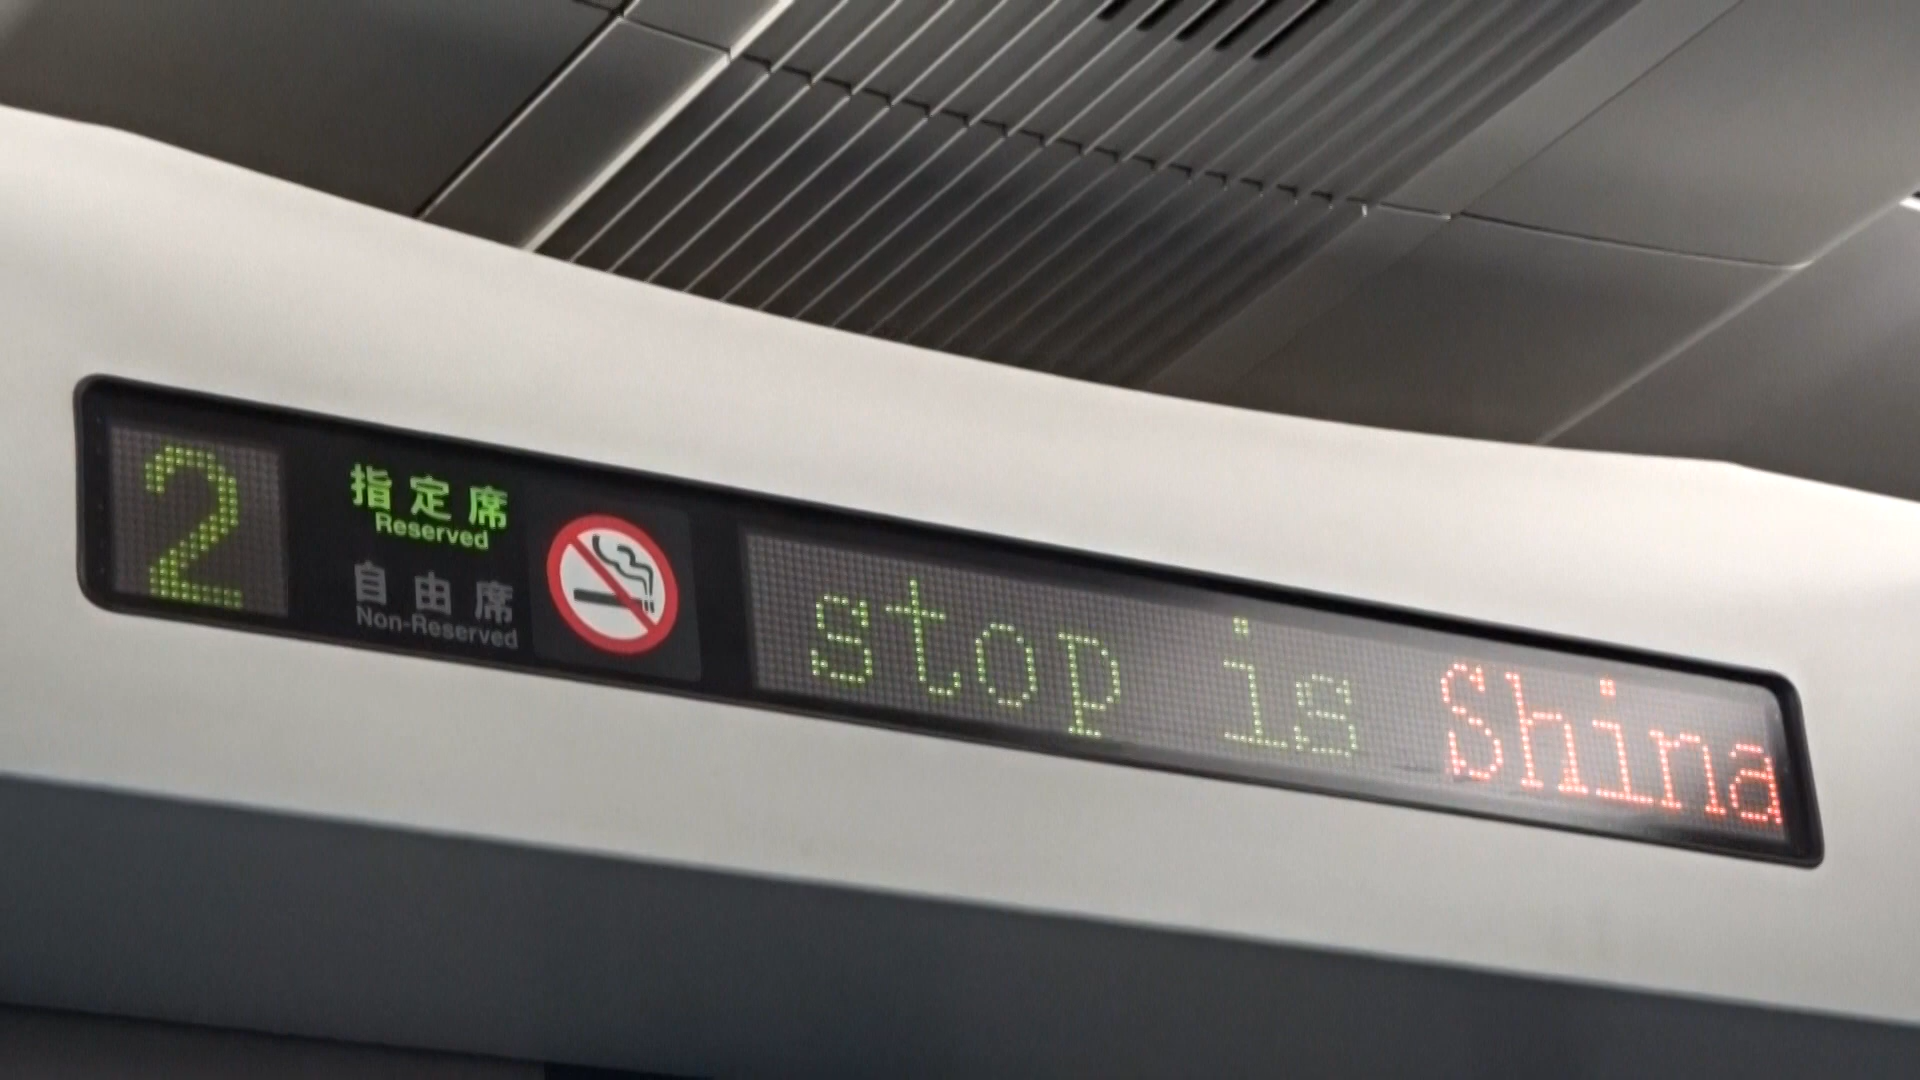 2
指定席
Reserved
自由席
Non-Reserved
stop is Shina